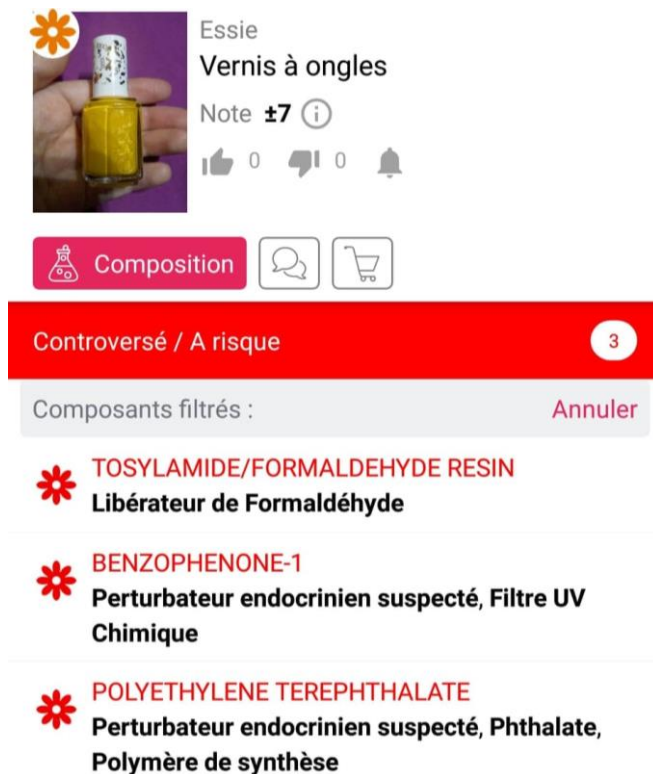 Essie
Vernis à ongles
Note ±7 i
0 0
Composition
Controversé / A risque 3
Composants filtrés : Annuler
TOSYLAMIDE/FORMALDEHYDE RESIN
Libérateur de Formaldéhyde
BENZOPHENONE-1
Perturbateur endocrinien suspecté, Filtre UV
Chimique
POLYETHYLENE TEREPHTHALATE
Perturbateur endocrinien suspecté, Phthalate,
Polymère de synthèse